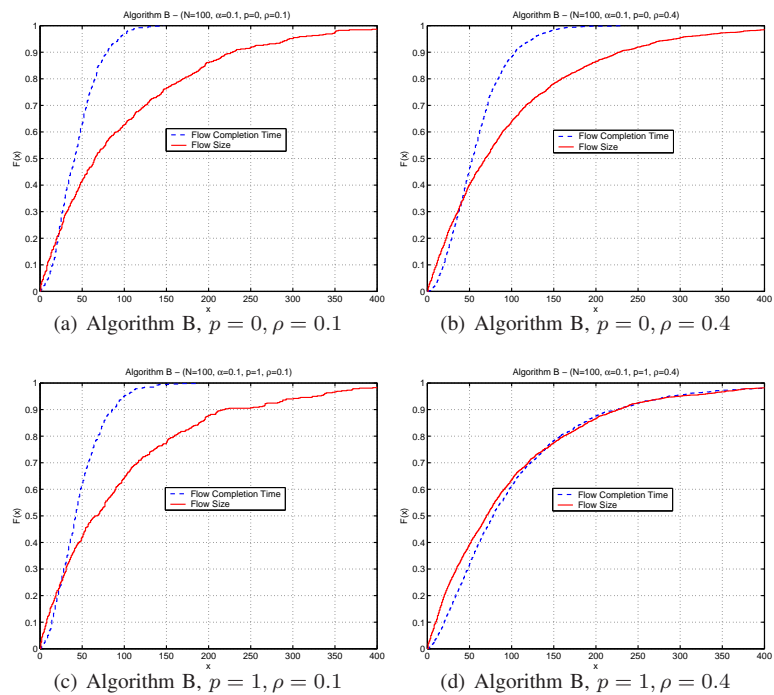 Algorithm B − (N=100, α=0.1, p=0, ρ=0.1)
1
0.9
0.8
0.7
0.6
0.5
0.4
0.3
0.2
0.1
0
F(x)
Flow Completion Time
Flow Size
0 50 100 150 200 250 300 350 400
x
(a) Algorithm B, p = 0, ρ = 0.1
Algorithm B − (N=100, α=0.1, p=0, ρ=0.4)
1
0.9
0.8
0.7
0.6
0.5
0.4
0.3
0.2
0.1
0
F(x)
Flow Completion Time
Flow Size
0 50 100 150 200 250 300 350 400
x
(b) Algorithm B, p = 0, ρ = 0.4
Algorithm B − (N=100, α=0.1, p=1, ρ=0.1)
1
0.9
0.8
0.7
0.6
0.5
0.4
0.3
0.2
0.1
0
F(x)
Flow Completion Time
Flow Size
0 50 100 150 200 250 300 350 400
x
(c) Algorithm B, p = 1, ρ = 0.1
Algorithm B − (N=100, α=0.1, p=1, ρ=0.4)
1
0.9
0.8
0.7
0.6
0.5
0.4
0.3
0.2
0.1
0
F(x)
Flow Completion Time
Flow Size
0 50 100 150 200 250 300 350 400
x
(d) Algorithm B, p = 1, ρ = 0.4